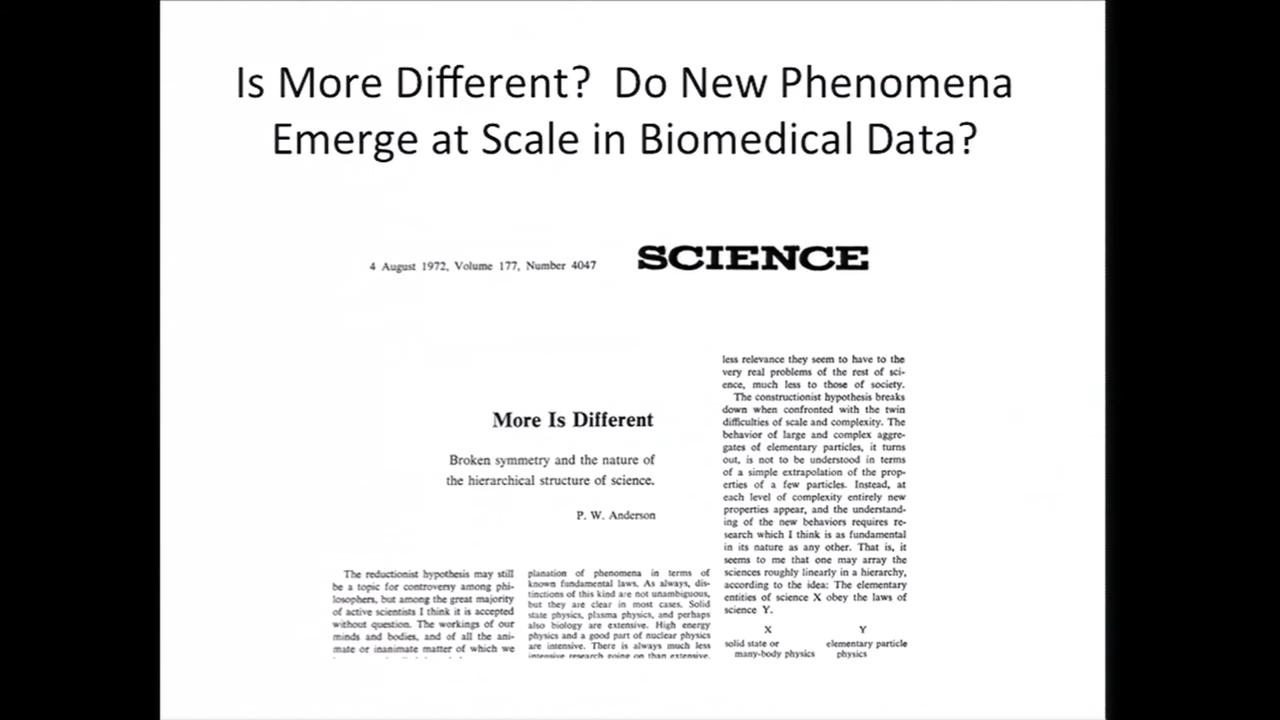 Is More Different?  Do New Phenomena
Emerge at Scale in Biomedical Data?
4 August 1972, Volume 177, Number 4047
SCIENCE
More Is Different
Broken symmetry and the nature of
the hierarchical structure of science.
P. W. Anderson
The reductionist hypothesis may still
be a topic for controversy among phi-
losophers, but among the great majority
of active scientists I think it is accepted
without question. The workings of our
minds and bodies, and of all the ani-
mate or inanimate matter of which we
planation of phenomena in terms of
known fundamental laws. As always, dis-
tinctions of this kind are not unambiguous,
but they are clear in most cases. Solid
state physics, plasma physics, and perhaps
also biology are extensive. High energy
physics and a good part of nuclear physics
are intensive. There is always much less
intensive research going on than extensive.
less relevance they seem to have to the
very real problems of the rest of sci-
ence, much less to those of society.
The constructionist hypothesis breaks
down when confronted with the twin
difficulties of scale and complexity. The
behavior of large and complex aggre-
gates of elementary particles, it turns
out, is not to be understood in terms
of a simple extrapolation of the prop-
erties of a few particles. Instead, at
each level of complexity entirely new
properties appear, and the understand-
ing of the new behaviors requires re-
search which I think is as fundamental
in its nature as any other. That is, it
seems to me that one may array the
sciences roughly linearly in a hierarchy,
according to the idea: The elementary
entities of science X obey the laws of
science Y.
X Y
solid state or elementary particle
many-body physics physics